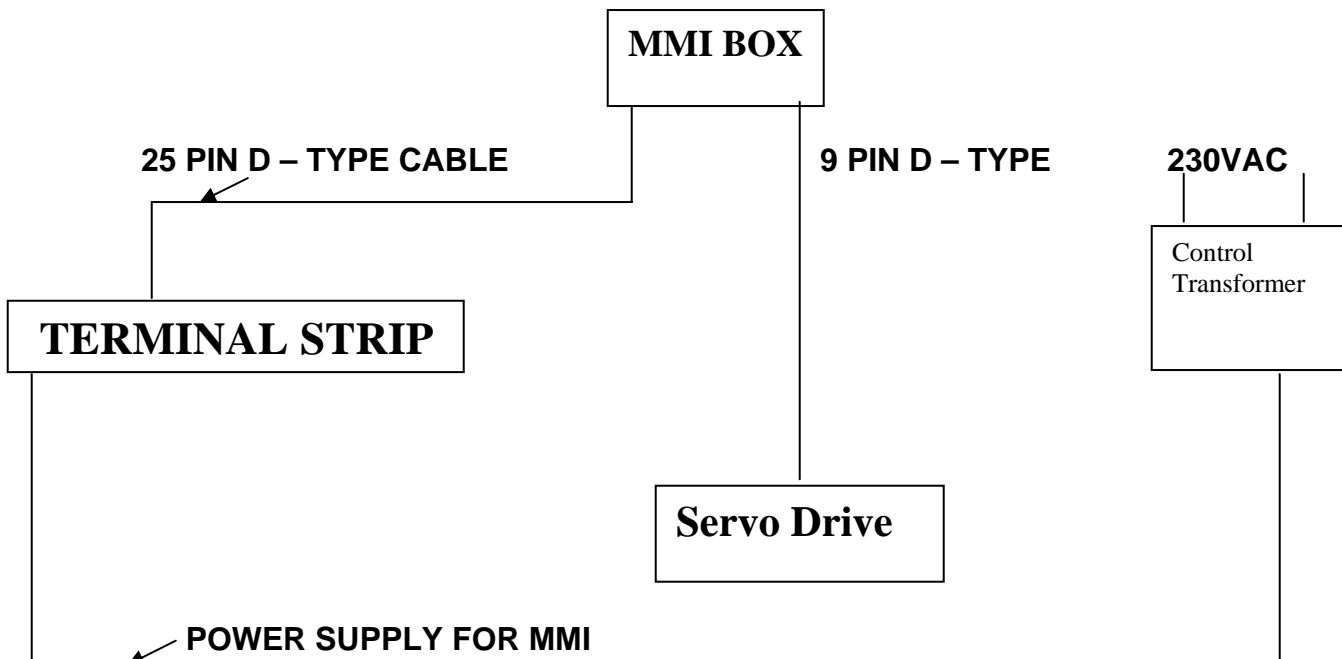 MMI BOX
25 PIN D – TYPE CABLE
9 PIN D – TYPE
230VAC
Control
Transformer
TERMINAL STRIP
Servo Drive
POWER SUPPLY FOR MMI